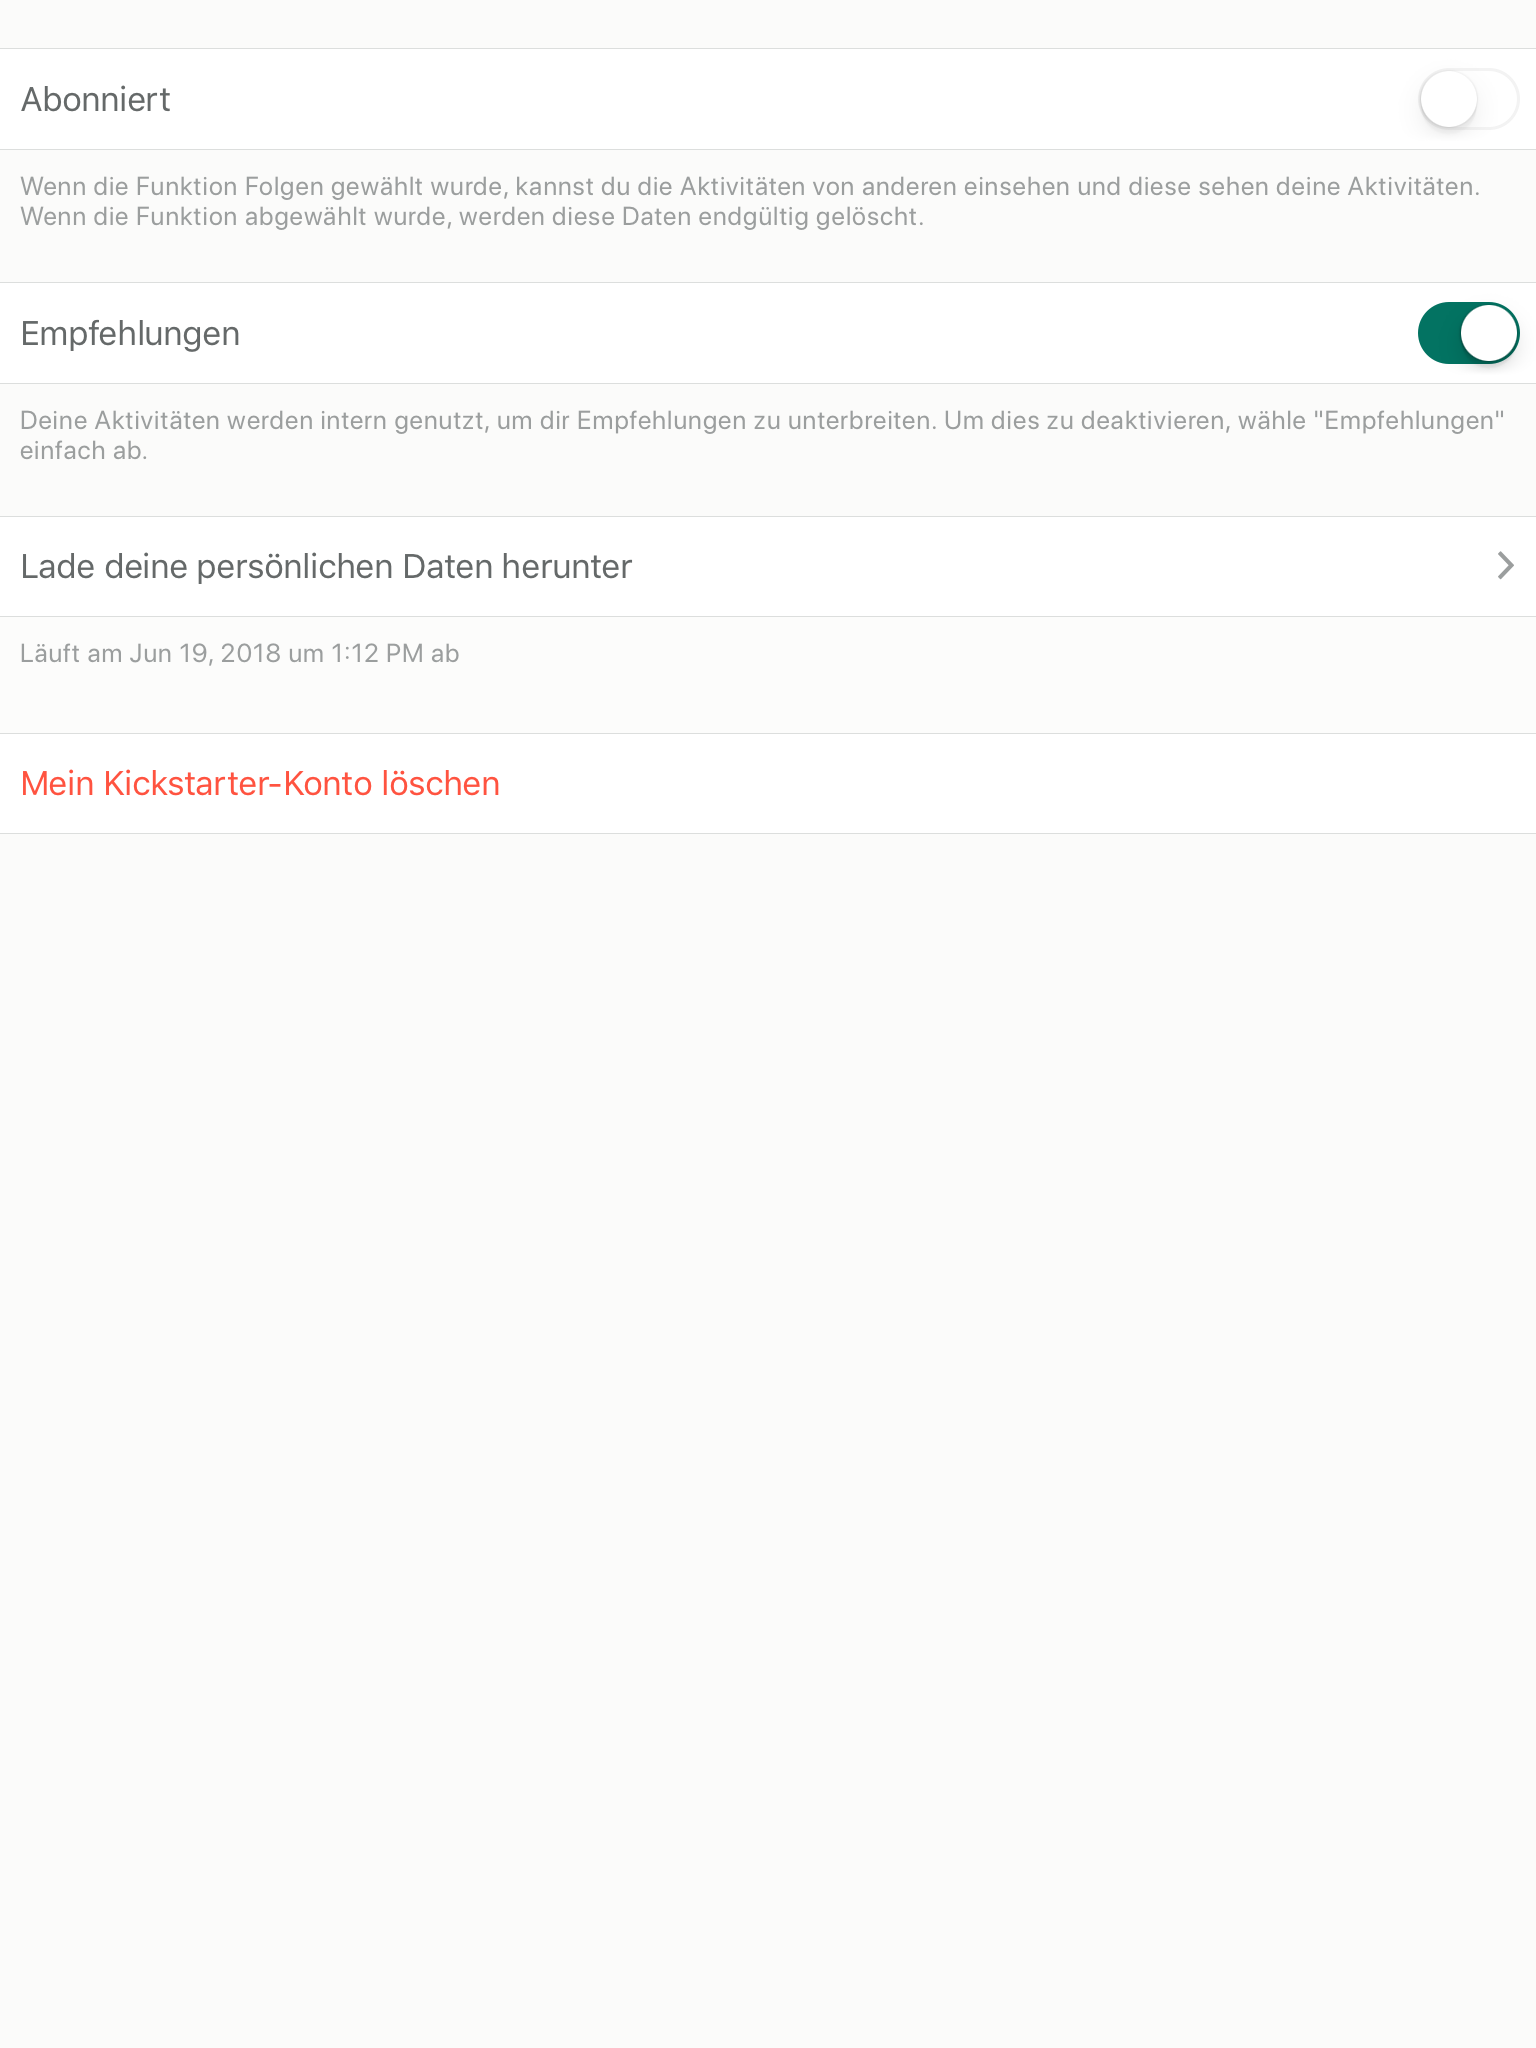 Abonniert
Wenn die Funktion Folgen gewählt wurde, kannst du die Aktivitäten von anderen einsehen und diese sehen deine Aktivitäten.
Wenn die Funktion abgewählt wurde, werden diese Daten endgültig gelöscht.
Empfehlungen
Deine Aktivitäten werden intern genutzt, um dir Empfehlungen zu unterbreiten. Um dies zu deaktivieren, wähle "Empfehlungen"
einfach ab.
Lade deine persönlichen Daten herunter
Läuft am Jun 19, 2018 um 1:12 PM ab
Mein Kickstarter-Konto löschen